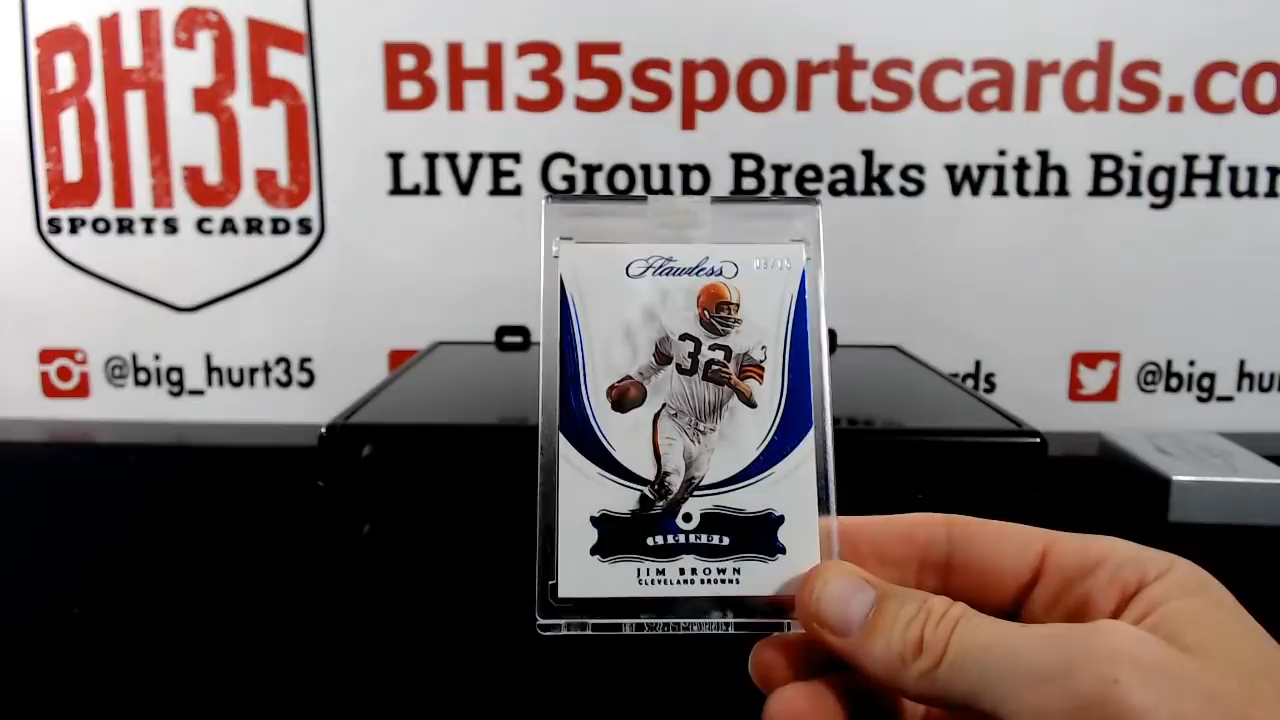 BH35
SPORTS CARDS
BH35sportscards.co
LIVE Group Breaks with BigHur
@big_hurt35
rds
@big_hu
Flawless
32
LEGENDS
JIM BROWN
CLEVELAND BROWNS